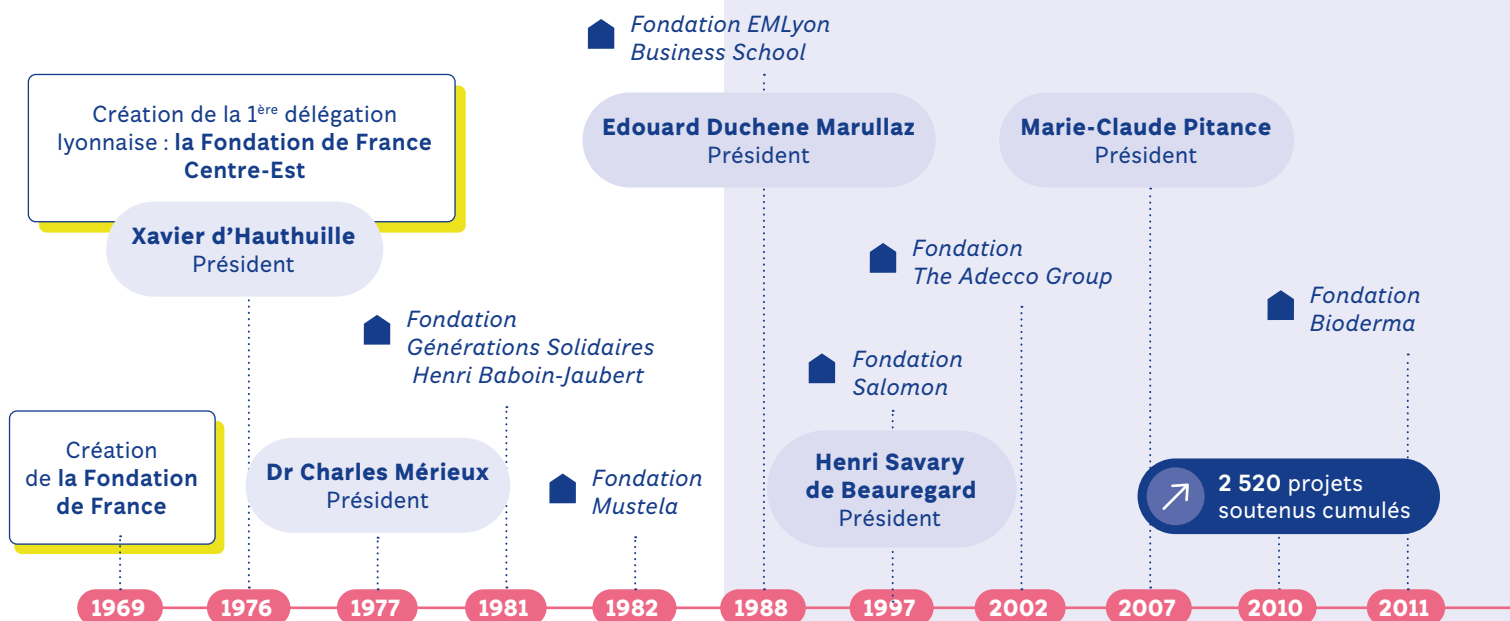 Fondation EMLyon
Business School
Création de la 1ère délégation
lyonnaise : la Fondation de France
Centre-Est
Edouard Duchene Marullaz
Président
Marie-Claude Pitance
Président
Xavier d’Hauthuille
Président
Fondation
The Adecco Group
Fondation
Bioderma
Fondation
Générations Solidaires
Henri Baboin-Jaubert
Fondation
Salomon
Création
de la Fondation
de France
Dr Charles Mérieux
Président
Fondation
Mustela
Henri Savary
de Beauregard
Président
2 520 projets
soutenus cumulés
1969
1976
1977
1981
1982
1988
1997
2002
2007
2010
2011